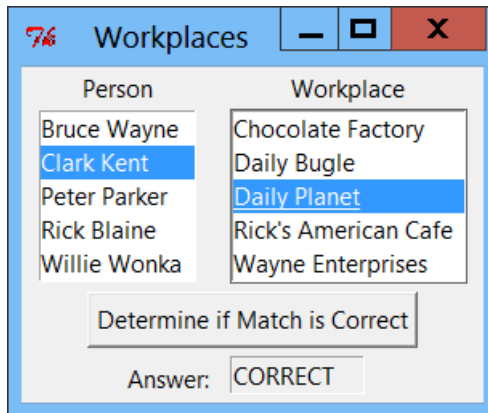 Workplaces
Person Workplace
Bruce Wayne Chocolate Factory
Clark Kent Daily Bugle
Peter Parker Daily Planet
Rick Blaine Rick's American Cafe
Willie Wonka Wayne Enterprises
Determine if Match is Correct
Answer: CORRECT